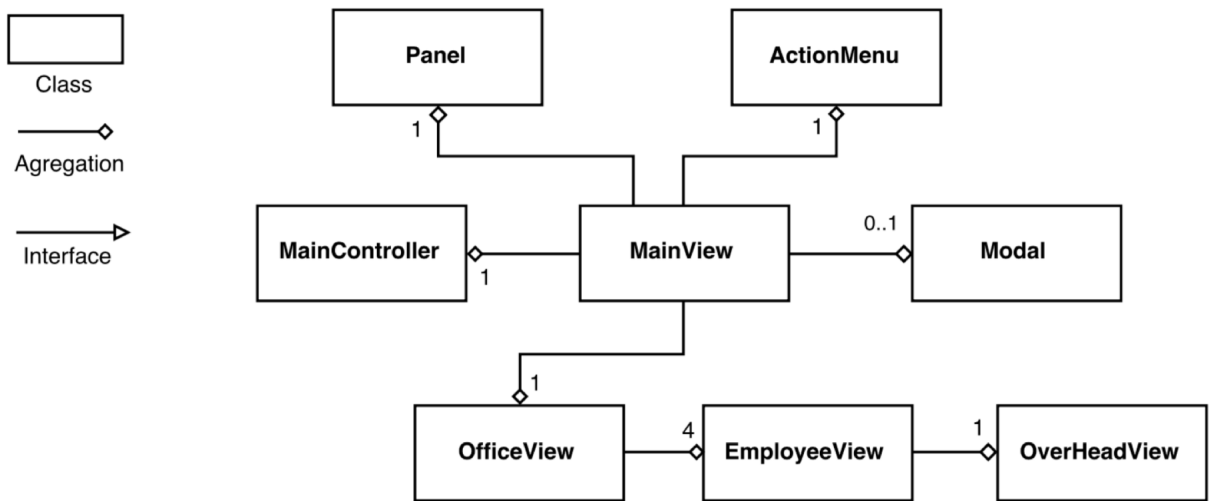 Class
Agregation
Interface
Panel
ActionMenu
1
1
MainController
MainView
Modal
1
0..1
1
OfficeView
4
EmployeeView
1
OverHeadView